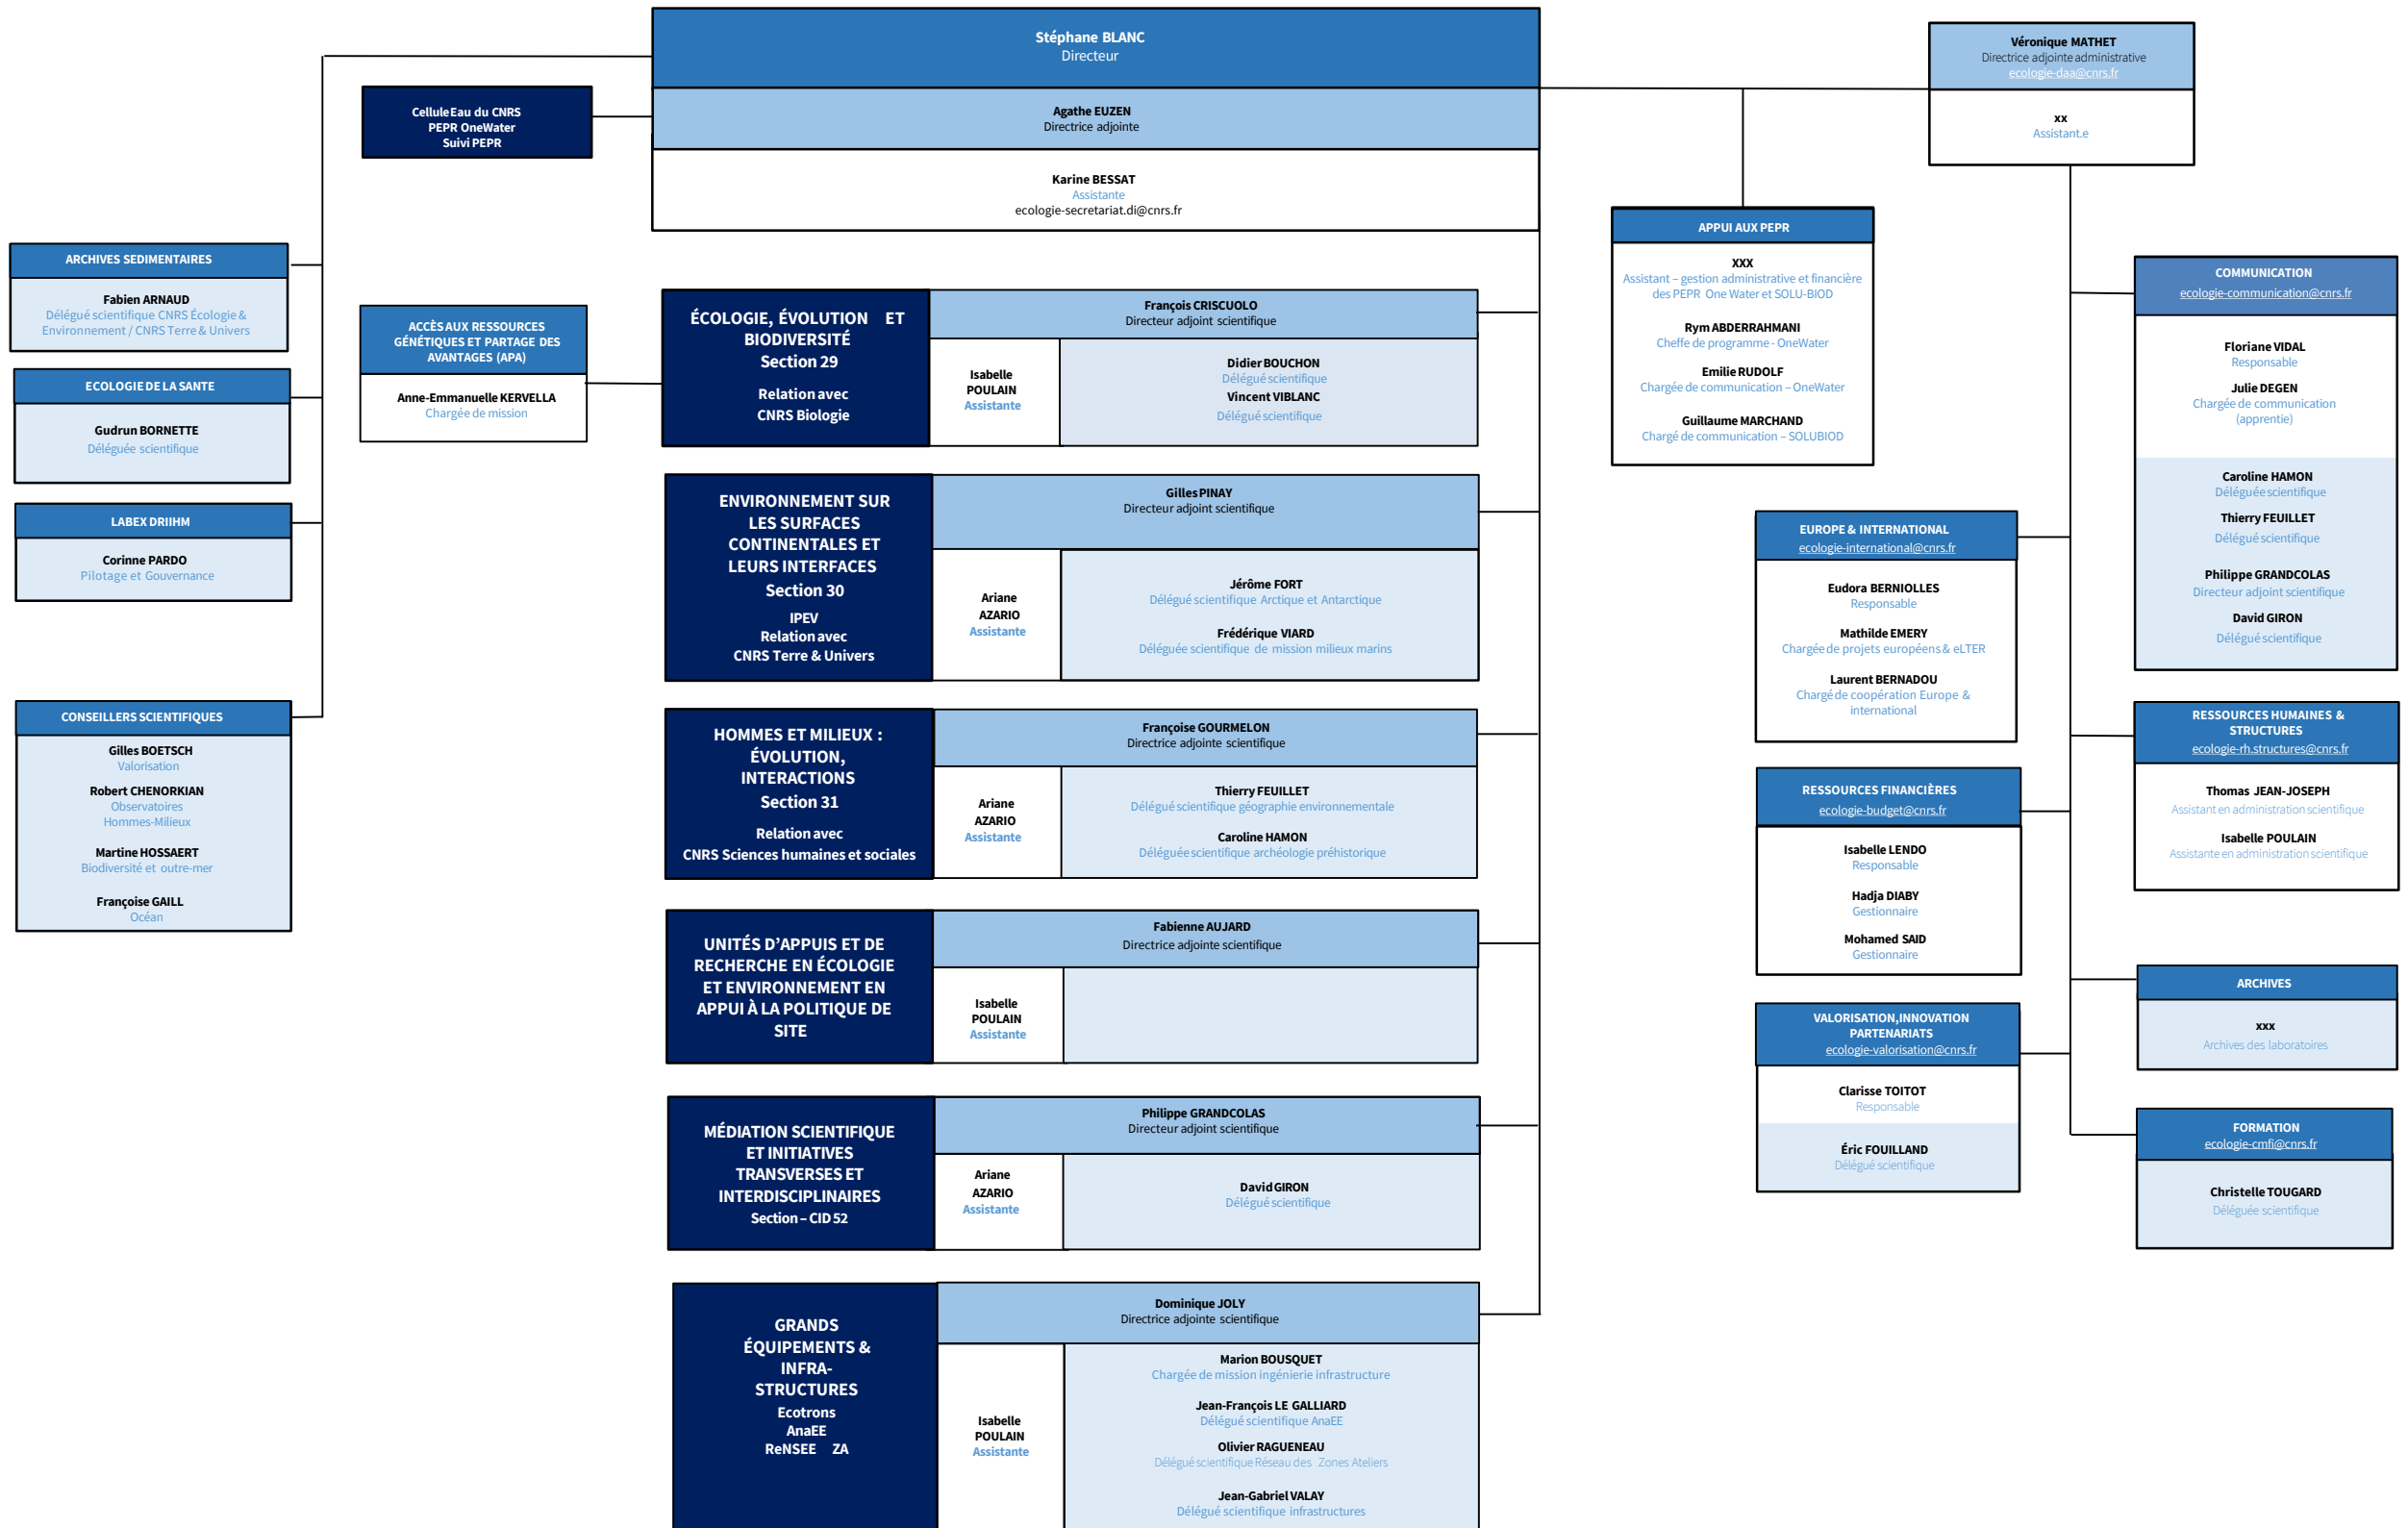 Stéphane BLANC
Directeur
Agathe EUZEN
Directrice adjointe
Karine BESSAT
Assistante
ecologie-secretariat.di@cnrs.fr
Cellule Eau du CNRS
PEPR OneWater
Suivi PEPR
Véronique MATHET
Directrice adjointe administrative
ecologie-daa@cnrs.fr
xx
Assistant.e
ARCHIVES SEDIMENTAIRES
Fabien ARNAUD
Délégué scientifique CNRS Écologie &
Environnement / CNRS Terre & Univers
ECOLOGIE DE LA SANTE
Gudrun BORNETTE
Déléguée scientifique
LABEX DRIIHM
Corinne PARDO
Pilotage et Gouvernance
CONSEILLERS SCIENTIFIQUES
Gilles BOETSCH
Valorisation
Robert CHENORKIAN
Observatoires
Hommes-Milieux
Martine HOSSAERT
Biodiversité et outre-mer
Françoise GAILL
Océan
ACCÈS AUX RESSOURCES
GÉNÉTIQUES ET PARTAGE DES
AVANTAGES (APA)
Anne-Emmanuelle KERVELLA
Chargée de mission
ÉCOLOGIE, ÉVOLUTION ET
BIODIVERSITÉ
Section 29
Relation avec
CNRS Biologie
François CRISCUOLO
Directeur adjoint scientifique
Isabelle
POULAIN
Assistante
Didier BOUCHON
Délégué scientifique
Vincent VIBLANC
Délégué scientifique
ENVIRONNEMENT SUR
LES SURFACES
CONTINENTALES ET
LEURS INTERFACES
Section 30
IPEV
Relation avec
CNRS Terre & Univers
Gilles PINAY
Directeur adjoint scientifique
Ariane
AZARIO
Assistante
Jérôme FORT
Délégué scientifique Arctique et Antarctique
Frédérique VIARD
Déléguée scientifique de mission milieux marins
HOMMES ET MILIEUX :
ÉVOLUTION,
INTERACTIONS
Section 31
Relation avec
CNRS Sciences humaines et sociales
Françoise GOURMELON
Directrice adjointe scientifique
Ariane
AZARIO
Assistante
Thierry FEUILLET
Délégué scientifique géographie environnementale
Caroline HAMON
Déléguée scientifique archéologie préhistorique
UNITÉS D’APPUIS ET DE
RECHERCHE EN ÉCOLOGIE
ET ENVIRONNEMENT EN
APPUI À LA POLITIQUE DE
SITE
Fabienne AUJARD
Directrice adjointe scientifique
Isabelle
POULAIN
Assistante
MÉDIATION SCIENTIFIQUE
ET INITIATIVES
TRANSVERSES ET
INTERDISCIPLINAIRES
Section – CID 52
Philippe GRANDCOLAS
Directeur adjoint scientifique
Ariane
AZARIO
Assistante
David GIRON
Délégué scientifique
GRANDS
ÉQUIPEMENTS &
INFRA-
STRUCTURES
Ecotrons
AnaEE
ReNSEE ZA
Dominique JOLY
Directrice adjointe scientifique
Isabelle
POULAIN
Assistante
Marion BOUSQUET
Chargée de mission ingénierie infrastructure
Jean-François LE GALLIARD
Délégué scientifique AnaEE
Olivier RAGUENEAU
Délégué scientifique Réseau des Zones Ateliers
Jean-Gabriel VALAY
Délégué scientifique infrastructures
APPUI AUX PEPR
XXX
Assistant – gestion administrative et financière
des PEPR One Water et SOLU-BIOD
Rym ABDERRAHMANI
Cheffe de programme - OneWater
Emilie RUDOLF
Chargée de communication – OneWater
Guillaume MARCHAND
Chargé de communication – SOLUBIOD
EUROPE & INTERNATIONAL
ecologie-international@cnrs.fr
Eudora BERNIOLLES
Responsable
Mathilde EMERY
Chargée de projets européens & eLTER
Laurent BERNADOU
Chargé de coopération Europe &
international
RESSOURCES FINANCIÈRES
ecologie-budget@cnrs.fr
Isabelle LENDO
Responsable
Hadja DIABY
Gestionnaire
Mohamed SAID
Gestionnaire
VALORISATION,INNOVATION
PARTENARIATS
ecologie-valorisation@cnrs.fr
Clarisse TOITOT
Responsable
Éric FOUILLAND
Délégué scientifique
COMMUNICATION
ecologie-communication@cnrs.fr
Floriane VIDAL
Responsable
Julie DEGEN
Chargée de communication
(apprentie)
Caroline HAMON
Déléguée scientifique
Thierry FEUILLET
Délégué scientifique
Philippe GRANDCOLAS
Directeur adjoint scientifique
David GIRON
Délégué scientifique
RESSOURCES HUMAINES &
STRUCTURES
ecologie-rh.structures@cnrs.fr
Thomas JEAN-JOSEPH
Assistant en administration scientifique
Isabelle POULAIN
Assistante en administration scientifique
ARCHIVES
xxx
Archives des laboratoires
FORMATION
ecologie-cmfi@cnrs.fr
Christelle TOUGARD
Déléguée scientifique